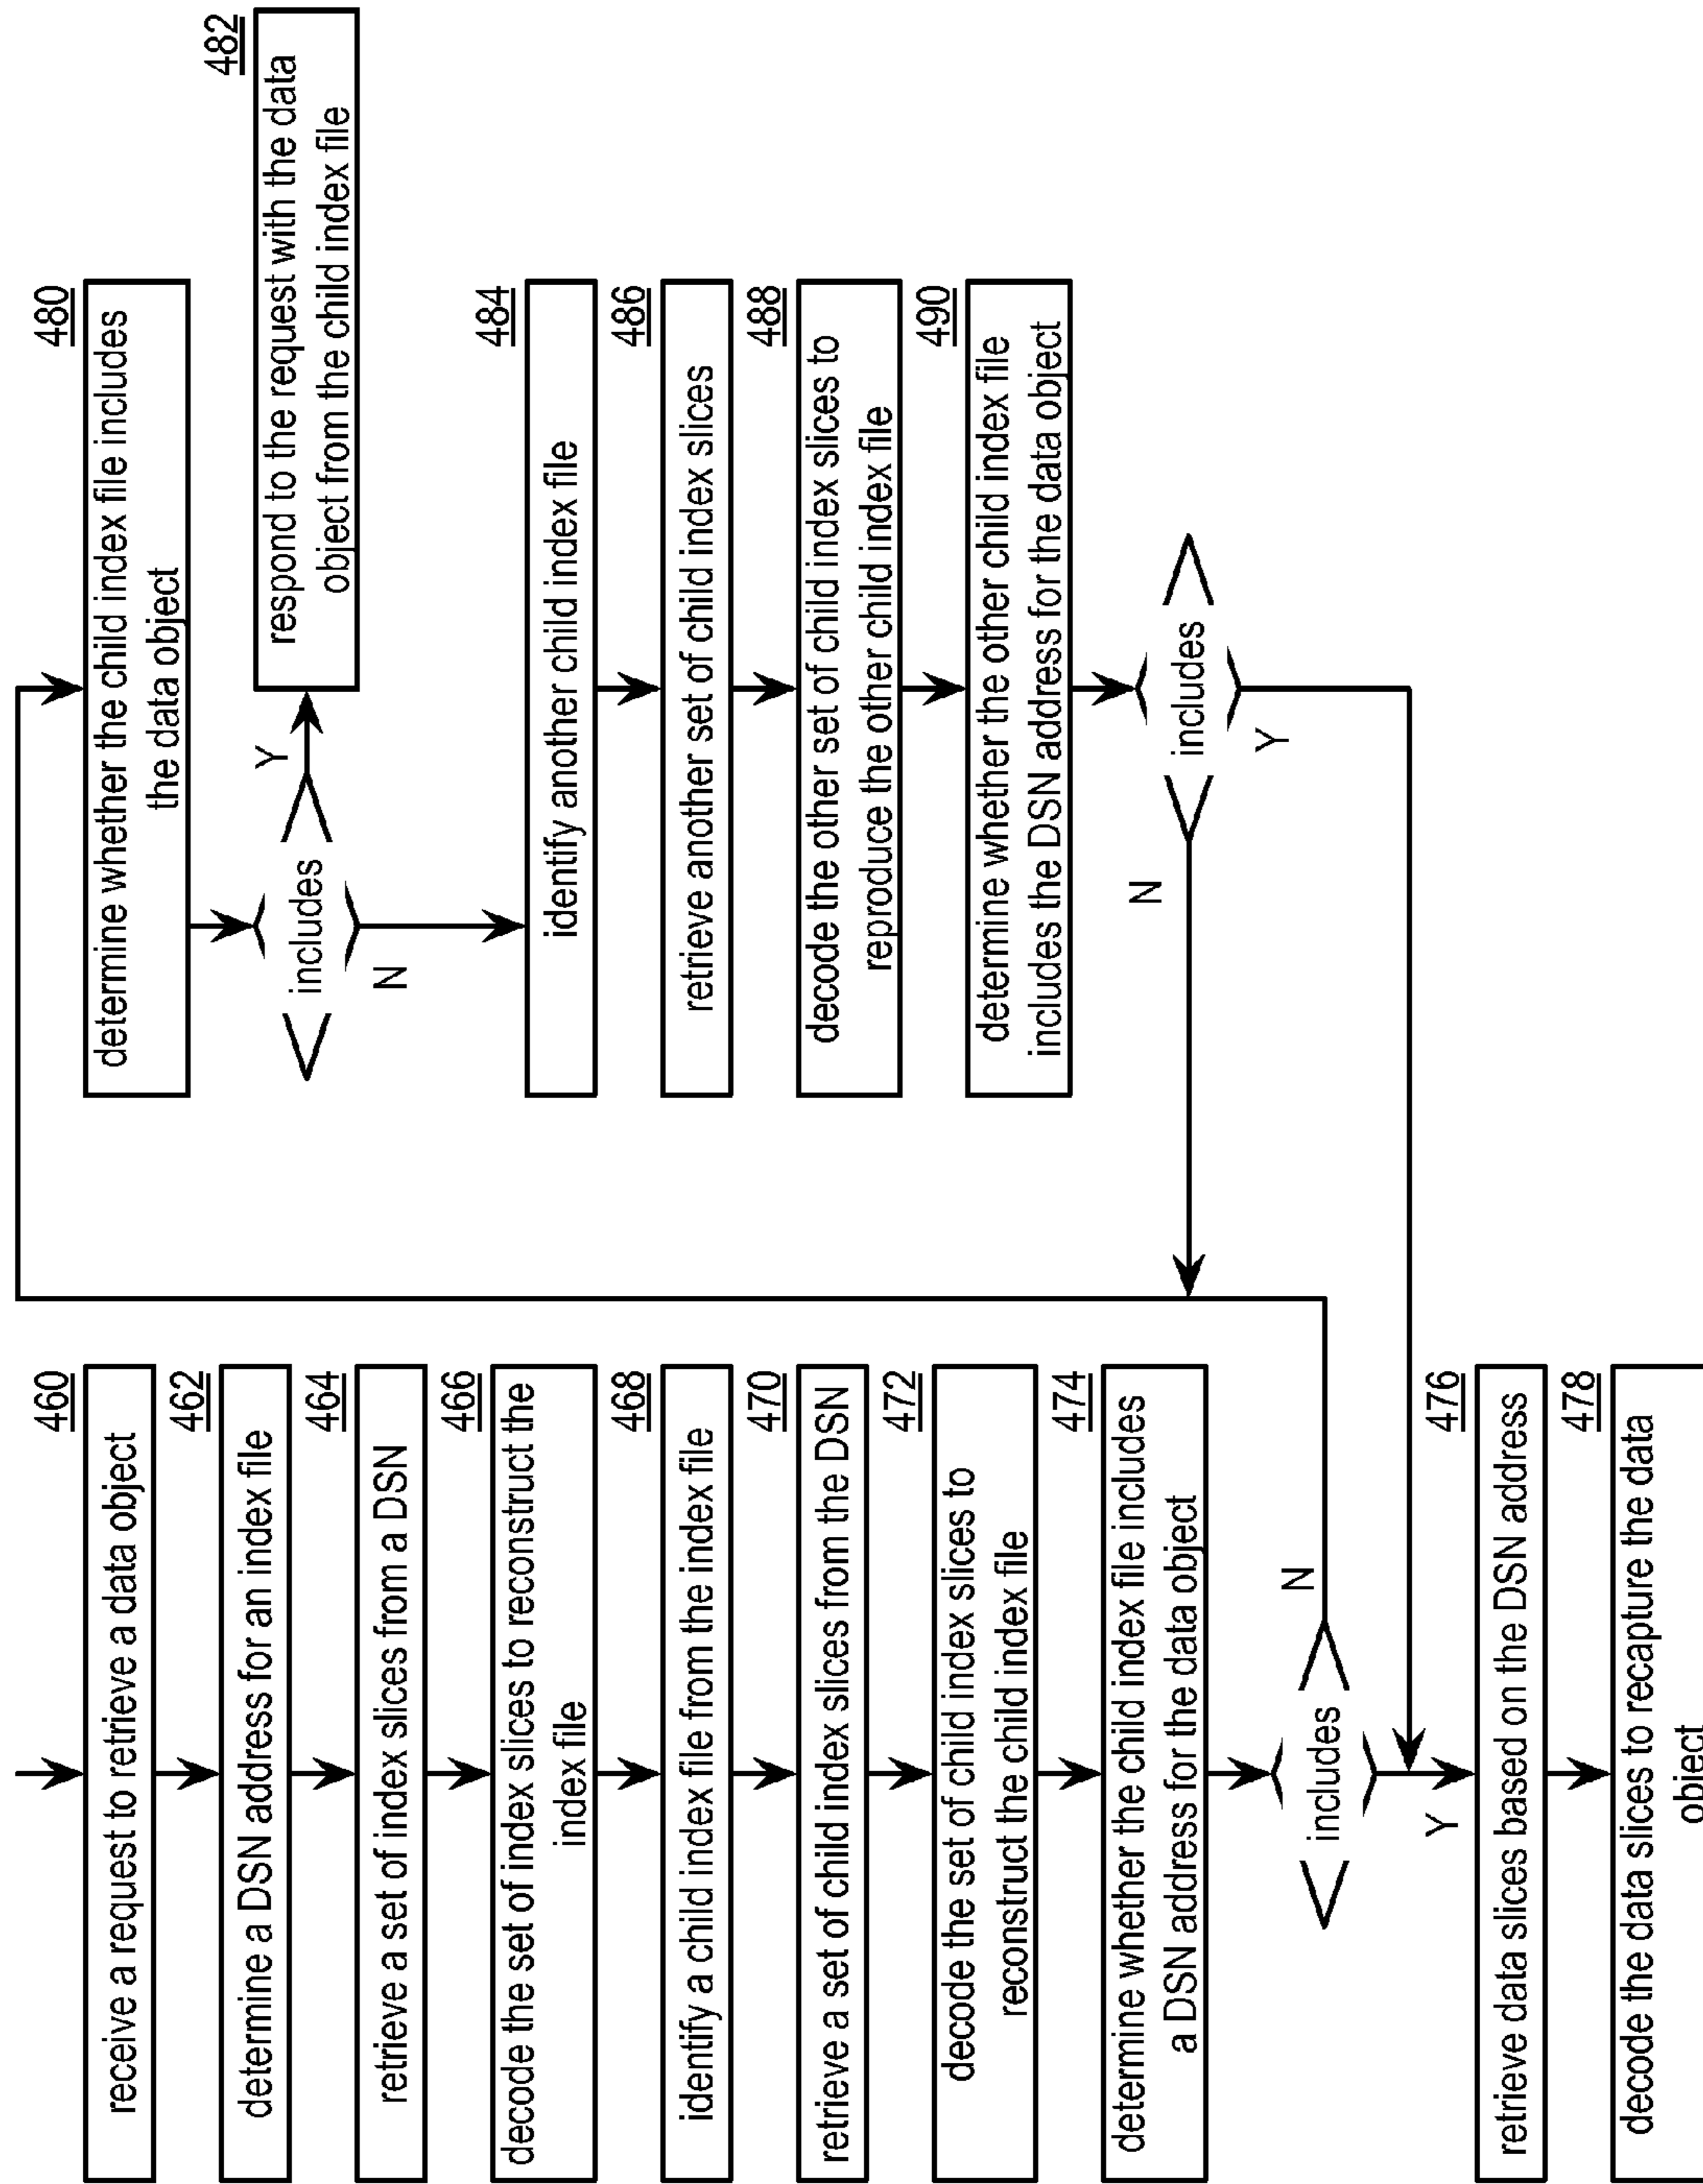 460
receive a request to retrieve a data object
462
determine a DSN address for an index file
464
retrieve a set of index slices from a DSN
466
decode the set of index slices to reconstruct the
index file
468
identify a child index file from the index file
470
retrieve a set of child index slices from the DSN
472
decode the set of child index slices to
reconstruct the child index file
474
determine whether the child index file includes
a DSN address for the data object
includes
N
Y
476
retrieve data slices based on the DSN address
478
decode the data slices to recapture the data
object
480
determine whether the child index file includes
the data object
includes
Y
N
482
respond to the request with the data
object from the child index file
484
identify another child index file
486
retrieve another set of child index slices
488
decode the other set of child index slices to
reproduce the other child index file
490
determine whether the other child index file
includes the DSN address for the data object
includes
N
Y